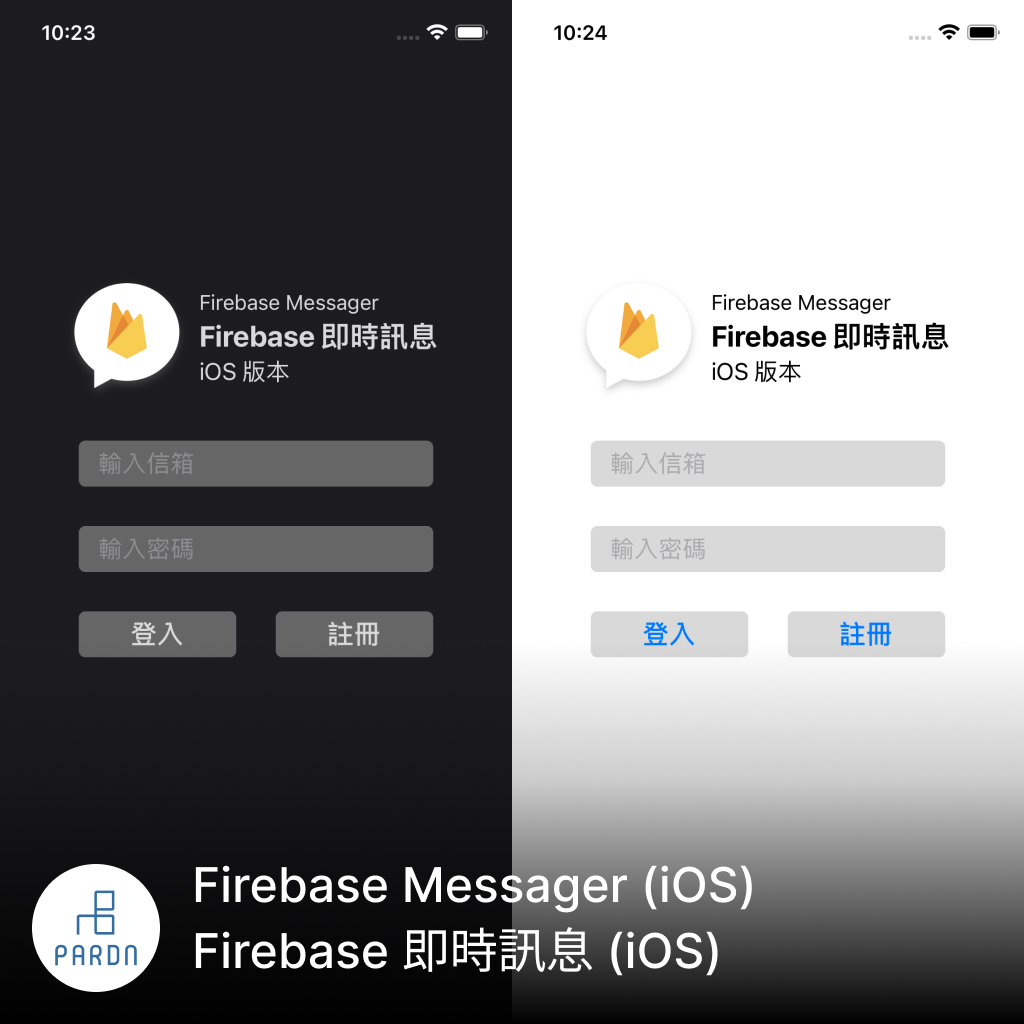 10:23
Firebase Messager
Firebase 即時訊息
iOS 版本
輸入信箱
輸入密碼
登入
註冊
10:24
Firebase Messager
Firebase 即時訊息
iOS 版本
輸入信箱
輸入密碼
登入
註冊
PARDN
Firebase Messager (iOS)
Firebase 即時訊息 (iOS)